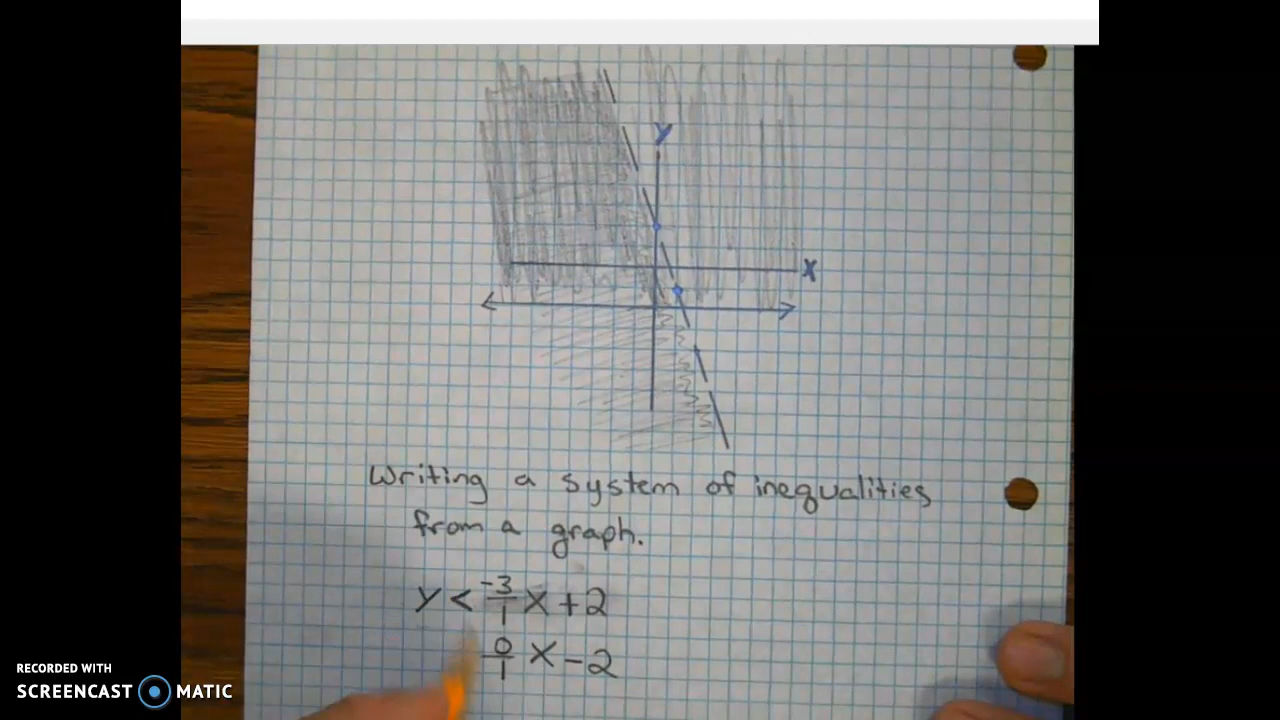 Y
X
Writing a system of inequalities
from a graph.
Y < -3/1 X + 2
0/1 X - 2
RECORDED WITH
SCREENCAST MATIC